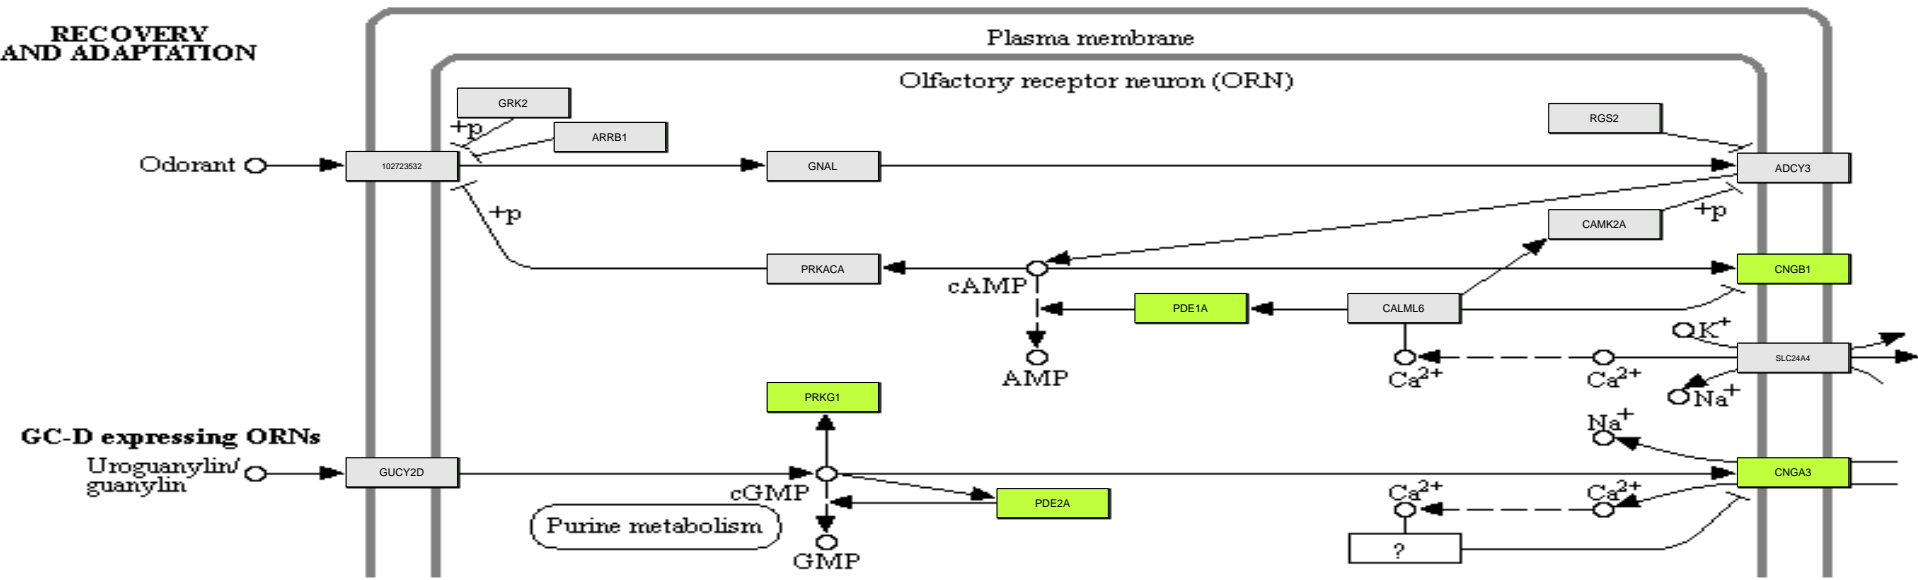 RECOVERY
AND ADAPTATION
Plasma membrane
Olfactory receptor neuron (ORN)
GRK2
+p
ARRB1
RGS2
Odorant
102723532
GNAL
ADCY3
+p
CAMK2A
+p
PRKACA
cAMP
CNGB1
PDE1A
CALML6
K+
AMP
Ca2+
Ca2+
SLC24A4
Na+
PRKG1
GC-D expressing ORNs
Na+
Uroguanylin/
guanylin
GUCY2D
CNGA3
cGMP
PDE2A
Ca2+
Ca2+
Purine metabolism
?
GMP